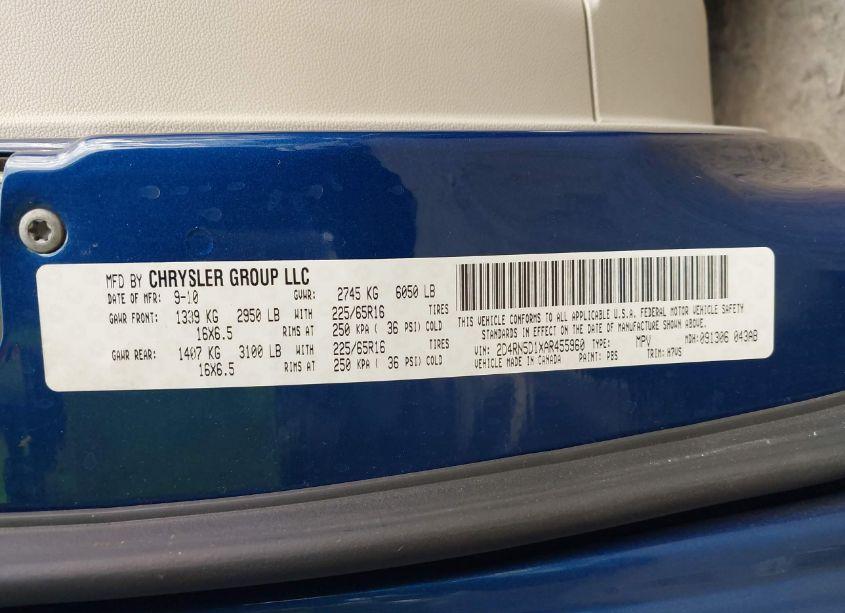 MFD BY CHRYSLER GROUP LLC
DATE OF MFR: 9-10 GVWR: 2745 KG 6050 LB
GAWR FRONT: 1339 KG 2950 LB WITH 225/65R16 TIRES
16X6.5 RIMS AT 250 KPA ( 36 PSI) COLD
GAWR REAR: 1407 KG 3100 LB WITH 225/65R16 TIRES
16X6.5 RIMS AT 250 KPA ( 36 PSI) COLD
THIS VEHICLE CONFORMS TO ALL APPLICABLE U.S.A. FEDERAL MOTOR VEHICLE SAFETY
STANDARDS IN EFFECT ON THE DATE OF MANUFACTURE SHOWN ABOVE.
VIN: 2D4RN5D1XAR455960 TYPE: MPV MDH: 091306 043AB
VEHICLE MADE IN CANADA PAINT: PBS TRIM: H7V5